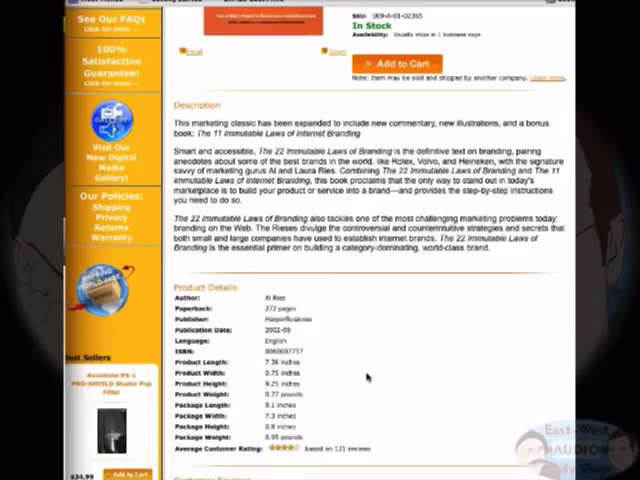 See Our FAQs
Click for more ...
100%
Satisfaction
Guarantee!
Click for more ...
Visit Our
New Digital
Media
Gallery!
Our Policies:
Shipping
Privacy
Returns
Warranty
SHIPPING WORLDWIDE
Best Sellers
PRO-SHIELD Studio Pop
Filter
$34.99
Add to Cart
SKU:
In Stock
Availability: Usually ships in 1 business days
Email
Zoom
Add to Cart
Note: Item may be sold and shipped by another company. Learn more.
Description
This marketing classic has been expanded to include new commentary, new illustrations, and a bonus
book: The 11 Immutable Laws of Internet Branding
Smart and accessible, The 22 Immutable Laws of Branding is the definitive text on branding, pairing
anecdotes about some of the best brands in the world, like Rolex, Volvo, and Heineken, with the signature
savvy of marketing gurus Al and Laura Ries. Combining The 22 Immutable Laws of Branding and The 11
Immutable Laws of Internet Branding, this book proclaims that the only way to stand out in today's
marketplace is to build your product or service into a brand—and provides the step-by-step instructions
you need to do so.
The 22 Immutable Laws of Branding also tackles one of the most challenging marketing problems today:
branding on the Web. The Rieses divulge the controversial and counterintuitive strategies and secrets that
both small and large companies have used to establish internet brands. The 22 Immutable Laws of
Branding is the essential primer on building a category-dominating, world-class brand.
Product Details
Author: Al Ries
Paperback: 272 pages
Publisher: HarperBusiness
Publication Date: 2002-09
Language: English
ISBN: 0060007737
Product Length: 7.36 inches
Product Width: 0.75 inches
Product Height: 9.25 inches
Product Weight: 0.77 pounds
Package Length: 9.1 inches
Package Width: 7.3 inches
Package Height: 0.8 inches
Package Weight: 0.95 pounds
Average Customer Rating: based on 121 reviews
East-West
AUDIO
Body Shop